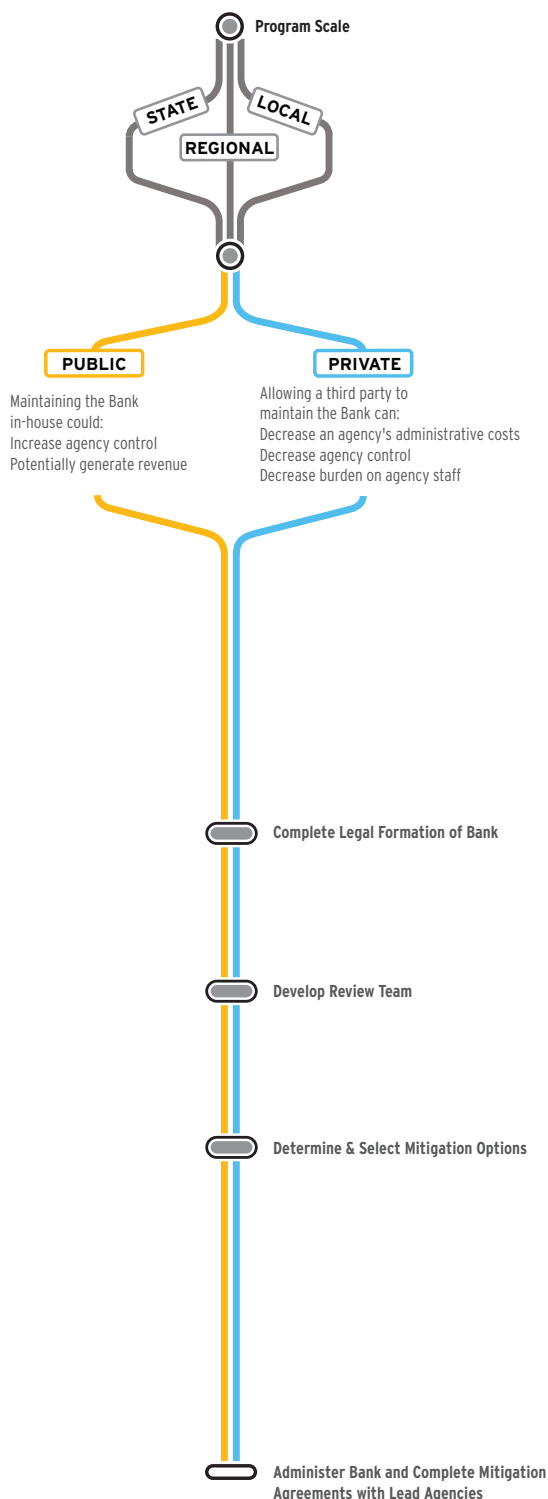 Program Scale
STATE
LOCAL
REGIONAL
PUBLIC
Maintaining the Bank
in-house could:
Increase agency control
Potentially generate revenue
PRIVATE
Allowing a third party to
maintain the Bank can:
Decrease an agency's administrative costs
Decrease agency control
Decrease burden on agency staff
Complete Legal Formation of Bank
Develop Review Team
Determine & Select Mitigation Options
Administer Bank and Complete Mitigation
Agreements with Lead Agencies